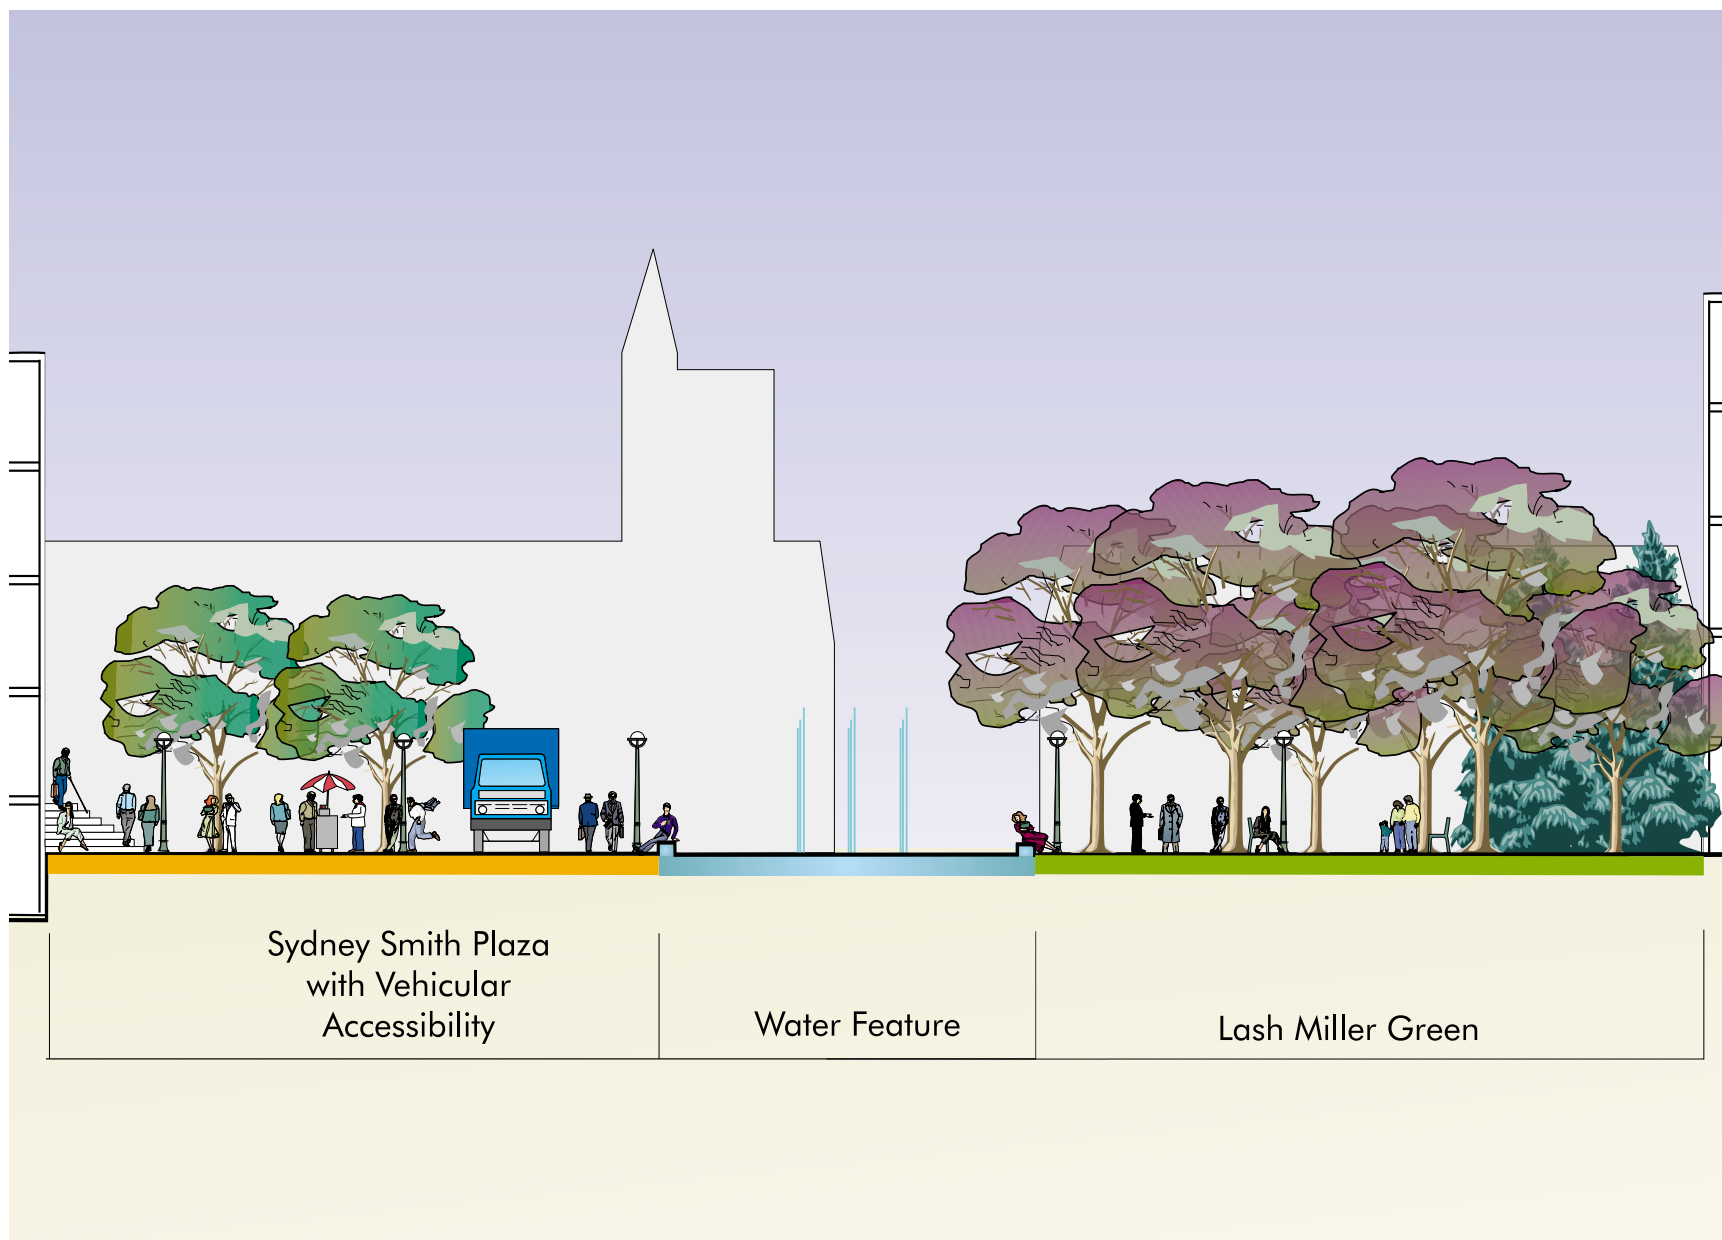 Sydney Smith Plaza
with Vehicular
Accessibility
Water Feature
Lash Miller Green